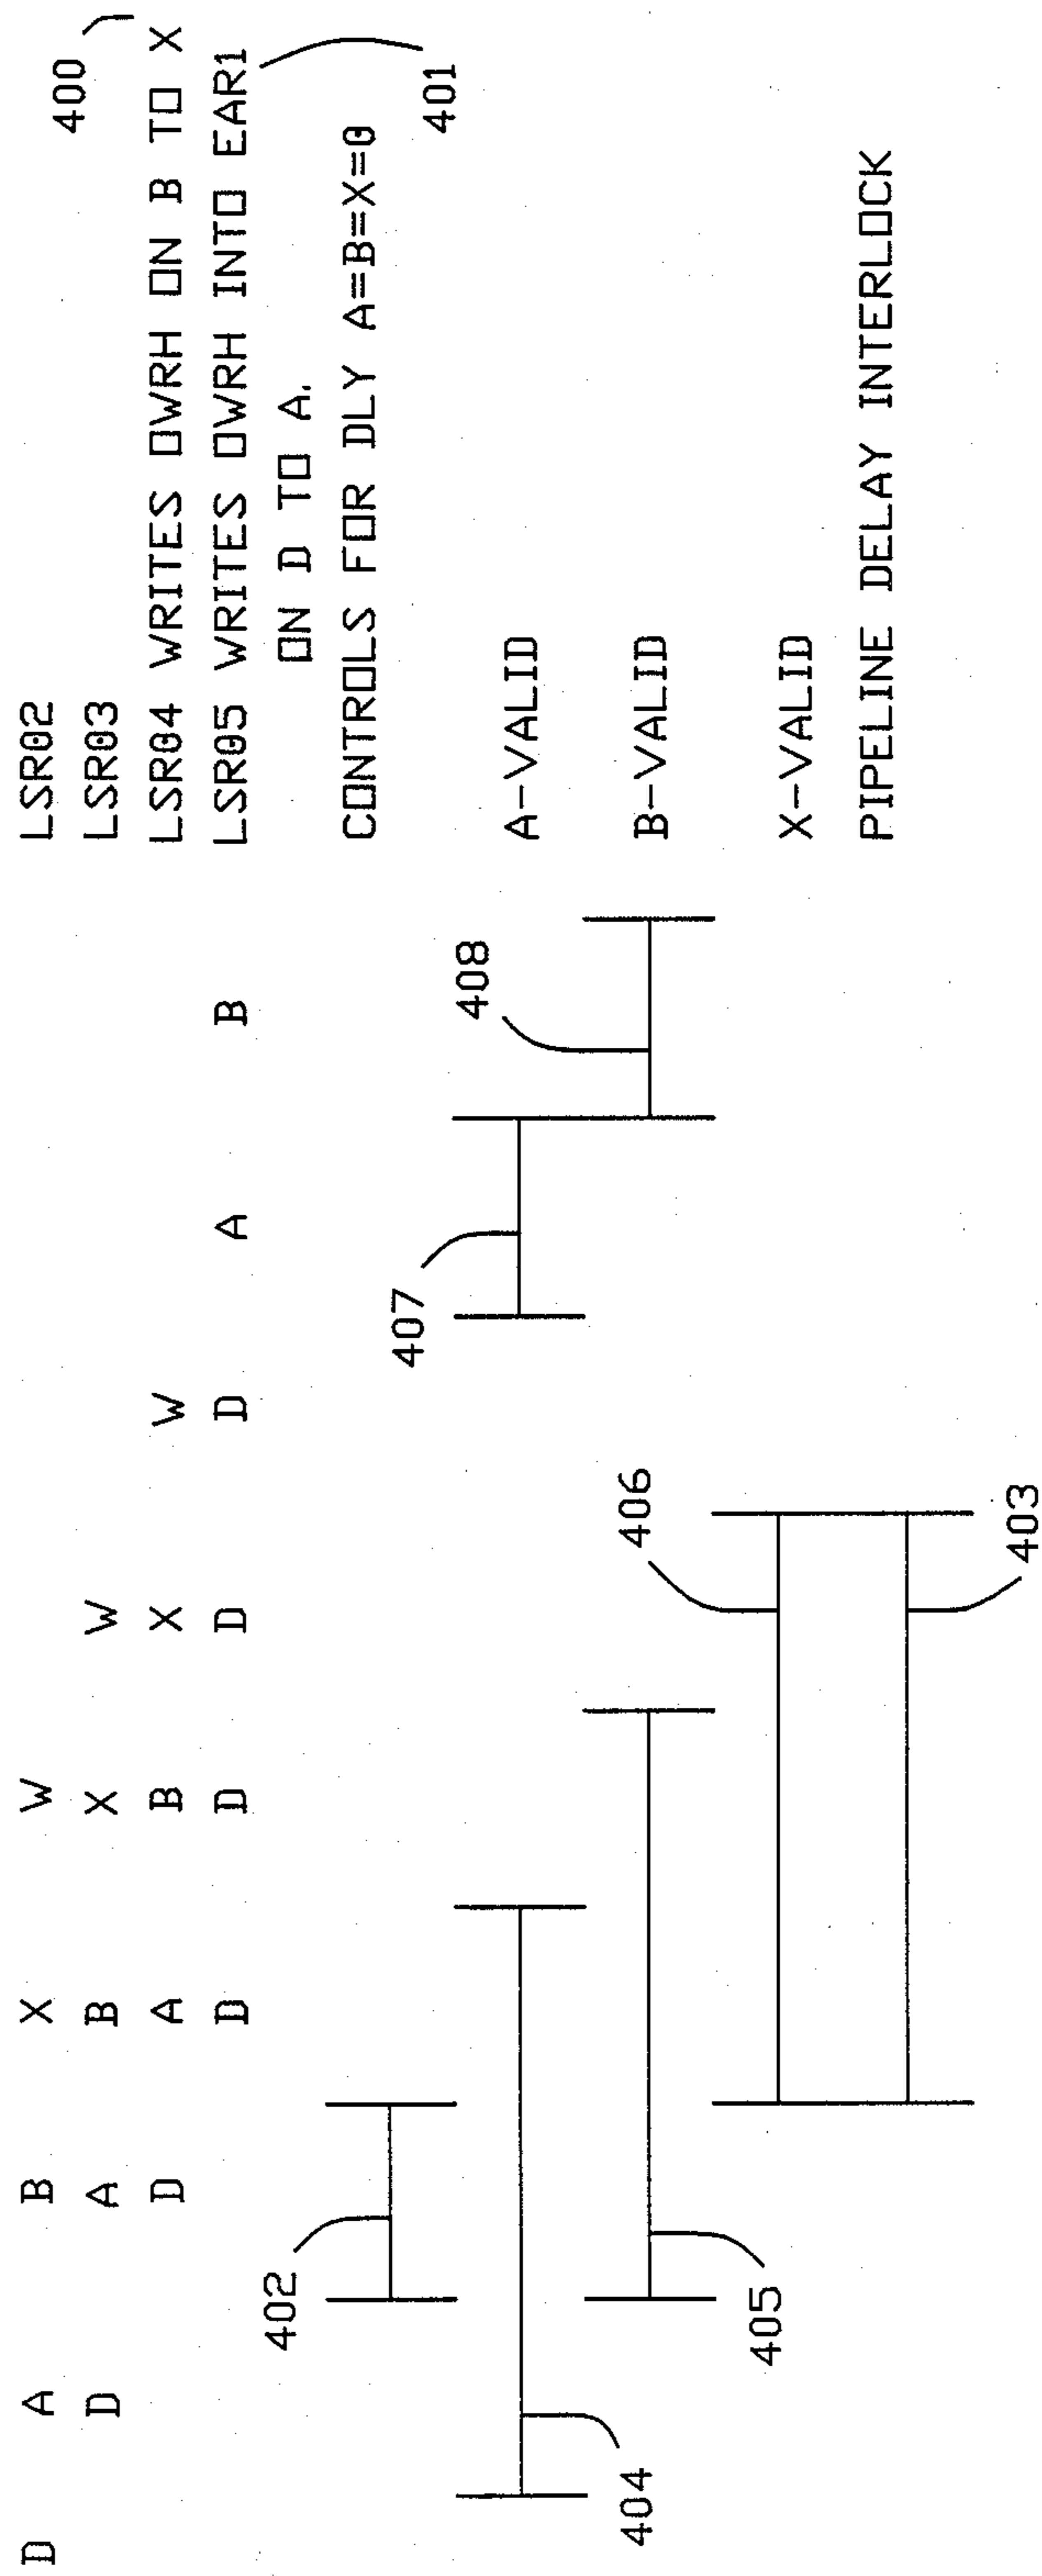 D A B X W LSR02
400
D A B X W LSR03
D A B X W LSR04 WRITES OWRH ON B TO X
D D D D A B LSR05 WRITES OWRH INTO EAR1
402
ON D TO A.
CONTROLS FOR DLY A=B=X=0
407
401
408
A-VALID
404
406
B-VALID
405
X-VALID
PIPELINE DELAY INTERLOCK
403